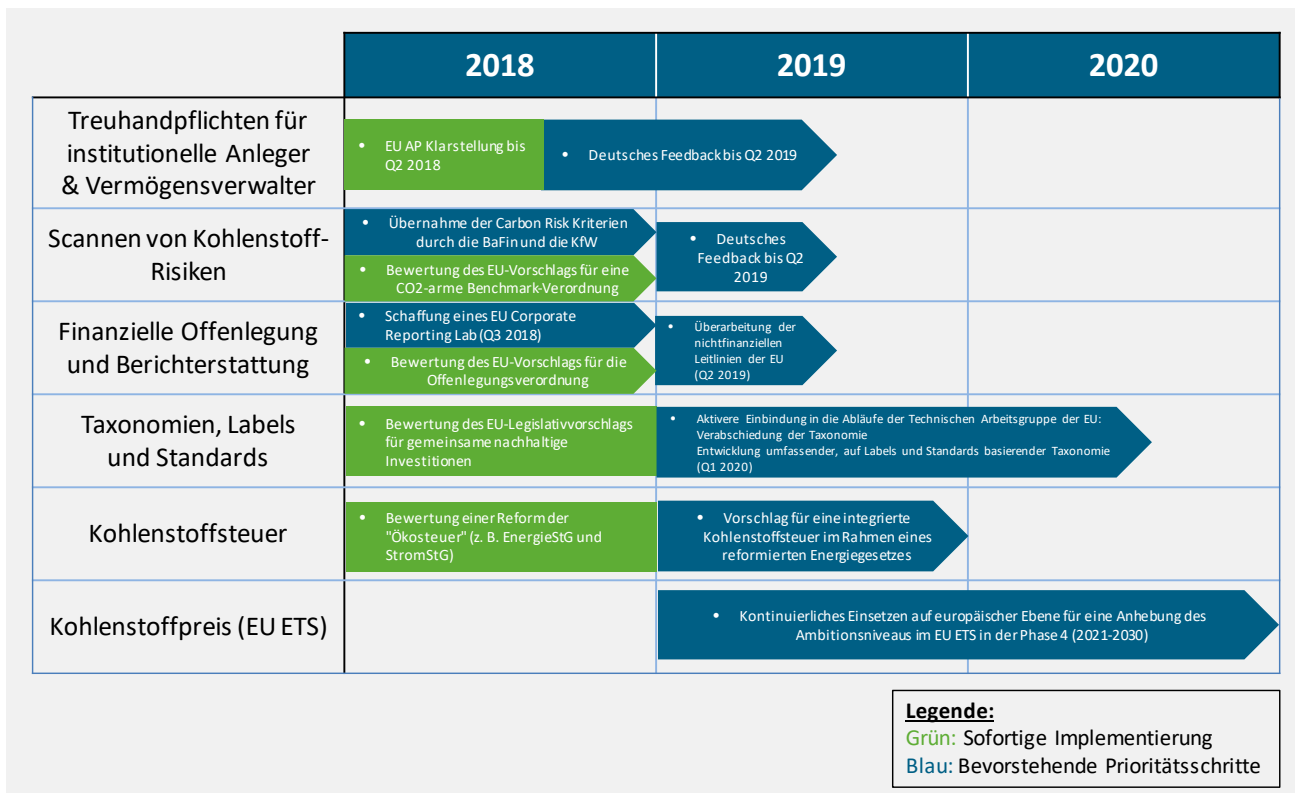 2018
2019
2020
Treuhandpflichten für
institutionelle Anleger
& Vermögensverwalter
• EU AP Klarstellung bis
Q2 2018
• Deutsches Feedback bis Q2 2019
Scannen von Kohlenstoff-
Risiken
• Übernahme der Carbon Risk Kriterien
durch die BaFin und die KfW
• Bewertung des EU-Vorschlags für eine
CO2-arme Benchmark-Verordnung
• Deutsches
Feedback bis Q2
2019
Finanzielle Offenlegung
und Berichterstattung
• Schaffung eines EU Corporate
Reporting Lab (Q3 2018)
• Bewertung des EU-Vorschlags für die
Offenlegungsverordnung
• Überarbeitung der
nichtfinanziellen
Leitlinien der EU
(Q2 2019)
Taxonomien, Labels
und Standards
• Bewertung des EU-Legislativvorschlags
für gemeinsame nachhaltige
Investitionen
• Aktivere Einbindung in die Abläufe der Technischen Arbeitsgruppe der EU:
Verabschiedung der Taxonomie
Entwicklung umfassender, auf Labels und Standards basierender Taxonomie
(Q1 2020)
Kohlenstoffsteuer
• Bewertung einer Reform der
"Ökosteuer" (z. B. EnergieStG und
StromStG)
• Vorschlag für eine integrierte
Kohlenstoffsteuer im Rahmen eines
reformierten Energiegesetzes
Kohlenstoffpreis (EU ETS)
• Kontinuierliches Einsetzen auf europäischer Ebene für eine Anhebung des
Ambitionsniveaus im EU ETS in der Phase 4 (2021-2030)
Legende:
Grün: Sofortige Implementierung
Blau: Bevorstehende Prioritätsschritte